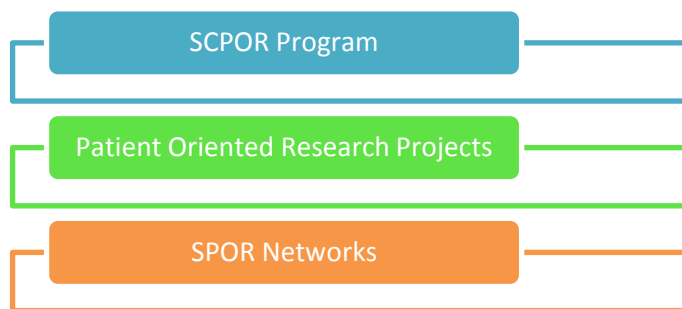 SCPOR Program
Patient Oriented Research Projects
SPOR Networks